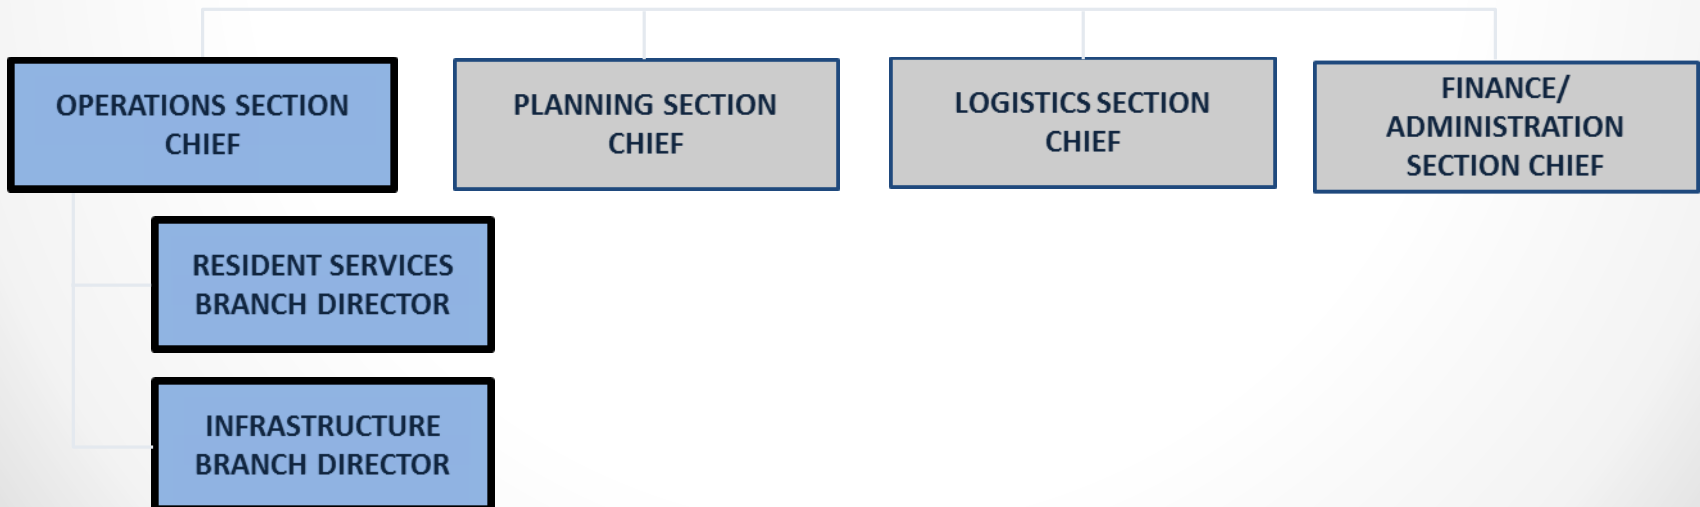 OPERATIONS SECTION
CHIEF
PLANNING SECTION
CHIEF
LOGISTICS SECTION
CHIEF
FINANCE/
ADMINISTRATION
SECTION CHIEF
RESIDENT SERVICES
BRANCH DIRECTOR
INFRASTRUCTURE
BRANCH DIRECTOR